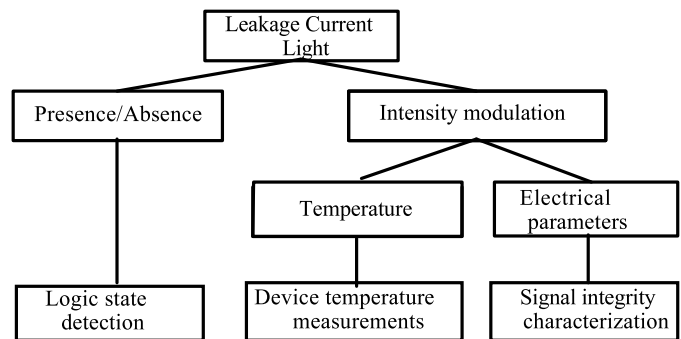 Leakage Current
Light
Presence/Absence
Intensity modulation
Temperature
Electrical
parameters
Logic state
detection
Device temperature
measurements
Signal integrity
characterization